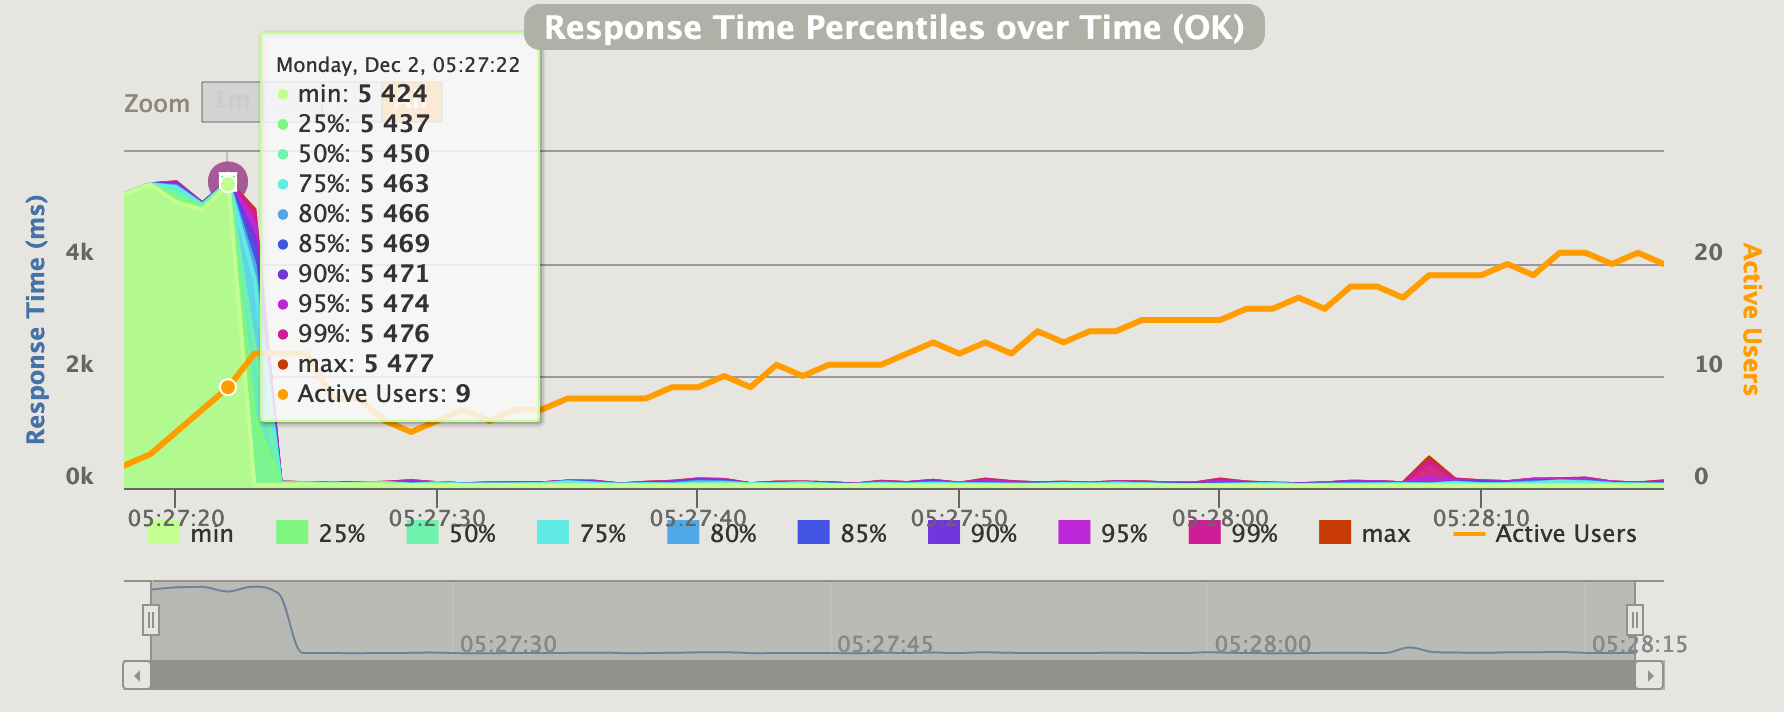 Response Time Percentiles over Time (OK)
Zoom 1m
Monday, Dec 2, 05:27:22
min: 5 424
25%: 5 437
50%: 5 450
75%: 5 463
80%: 5 466
85%: 5 469
90%: 5 471
95%: 5 474
99%: 5 476
max: 5 477
Active Users: 9
Response Time (ms)
4k
2k
0k
20
10
0
Active Users
05:27:20 05:27:30 05:27:40 05:27:50 05:28:00 05:28:10
min 25% 50% 75% 80% 85% 90% 95% 99% max Active Users
05:27:30 05:27:45 05:28:00 05:28:15